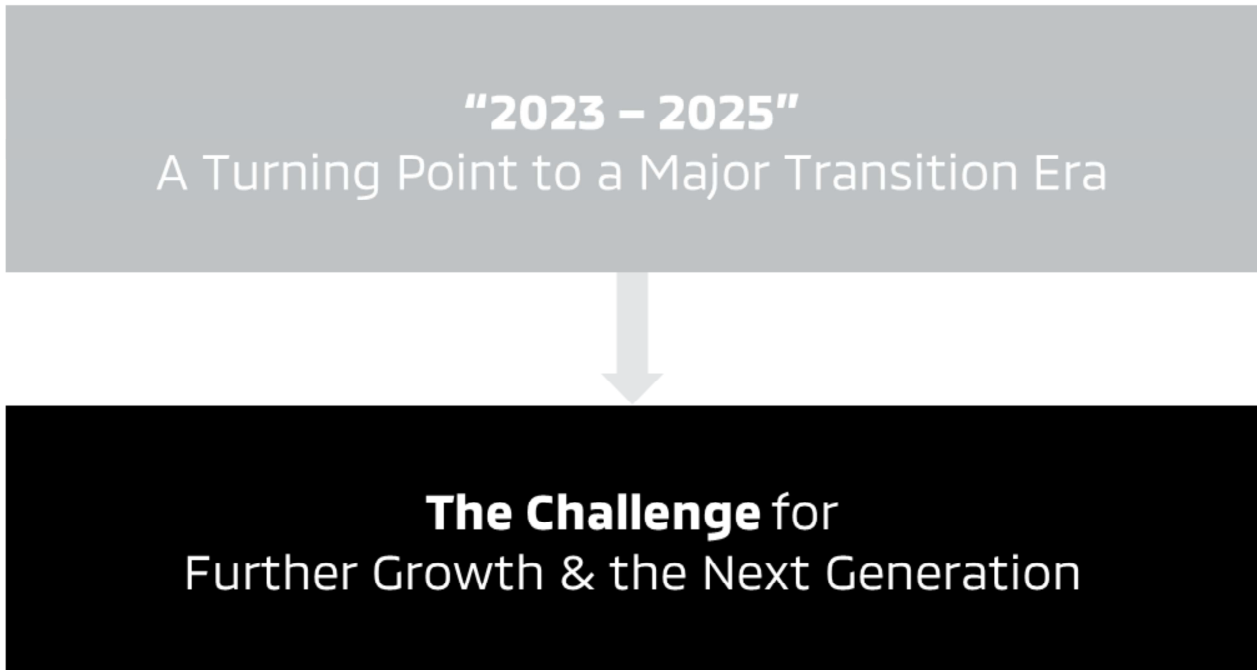 “2023 – 2025”
A Turning Point to a Major Transition Era
The Challenge for
Further Growth & the Next Generation